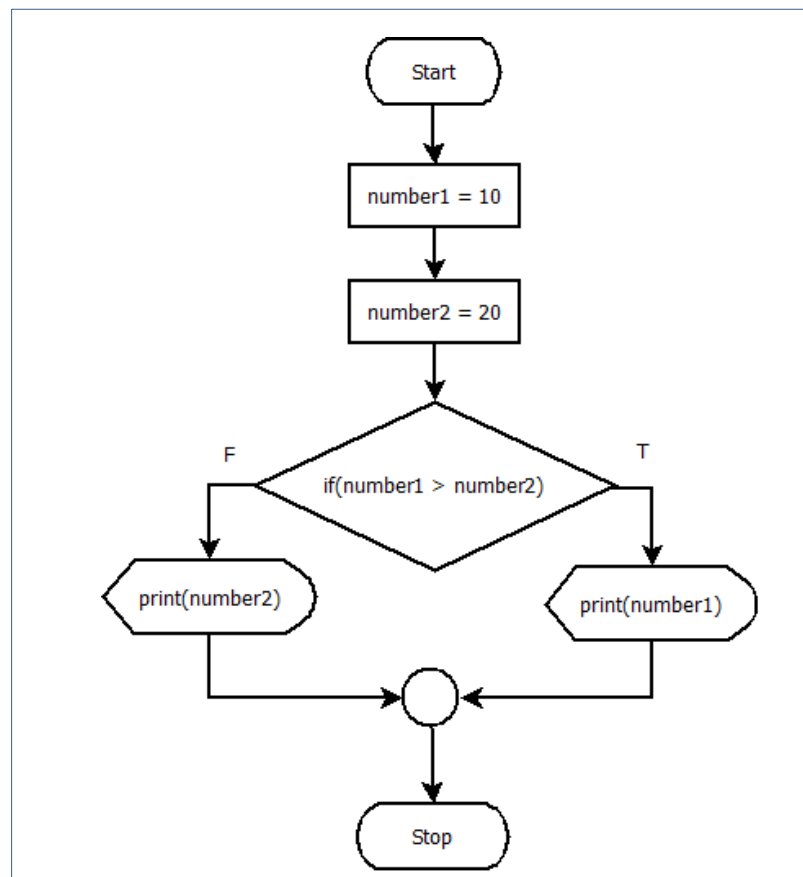 Start
number1 = 10
number2 = 20
F
T
if(number1 > number2)
print(number2)
print(number1)
Stop